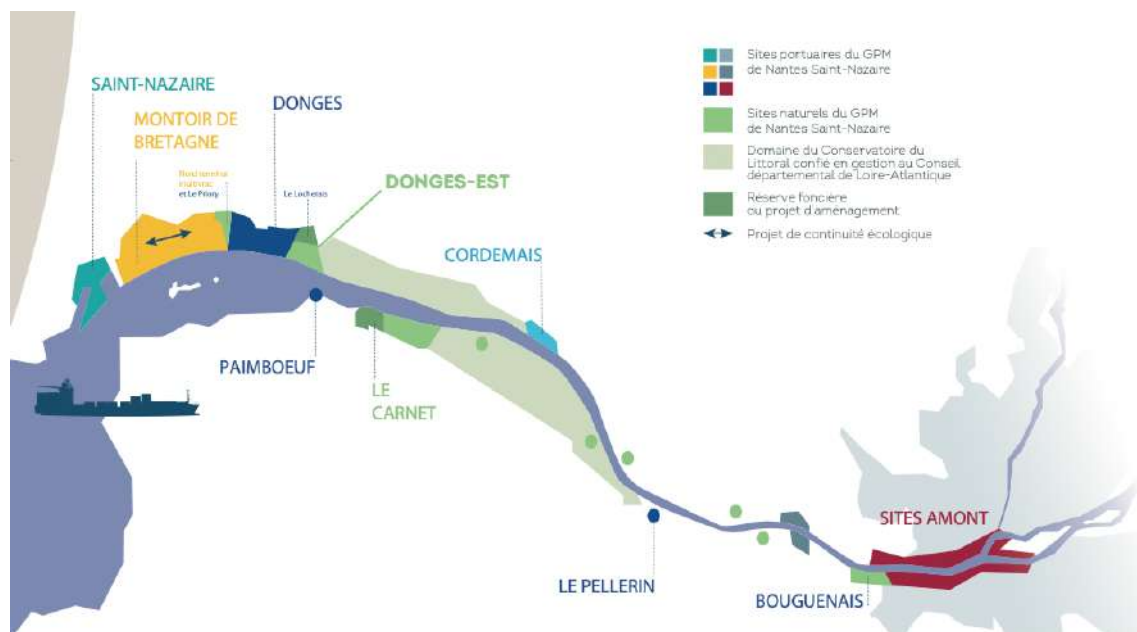 SAINT-NAZAIRE
MONTOIR DE
BRETAGNE
DONGES
et Le Priory
Le Locherais
DONGES-EST
CORDEMAIS
PAIMBOEUF
LE
CARNET
LE PELLERIN
SITES AMONT
BOUGUENAIS
Sites portuaires du GPM
de Nantes Saint-Nazaire
Sites naturels du GPM
de Nantes Saint-Nazaire
Domaine du Conservatoire du
Littoral confié en gestion au Conseil
départemental de Loire-Atlantique
Réserve foncière
ou projet d'aménagement
Projet de continuité écologique